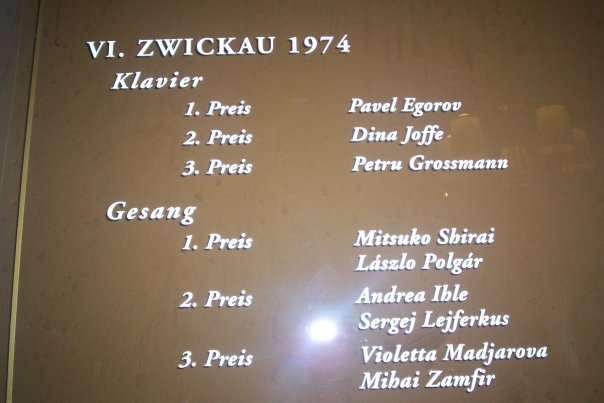 VI. ZWICKAU 1974
Klavier
1. Preis Pavel Egorov
2. Preis Dina Joffe
3. Preis Petru Grossmann
Gesang
1. Preis Mitsuko Shirai
Lászlo Polgár
2. Preis Andrea Ihle
Sergej Lejferkus
3. Preis Violetta Madjarova
Mihai Zamfir